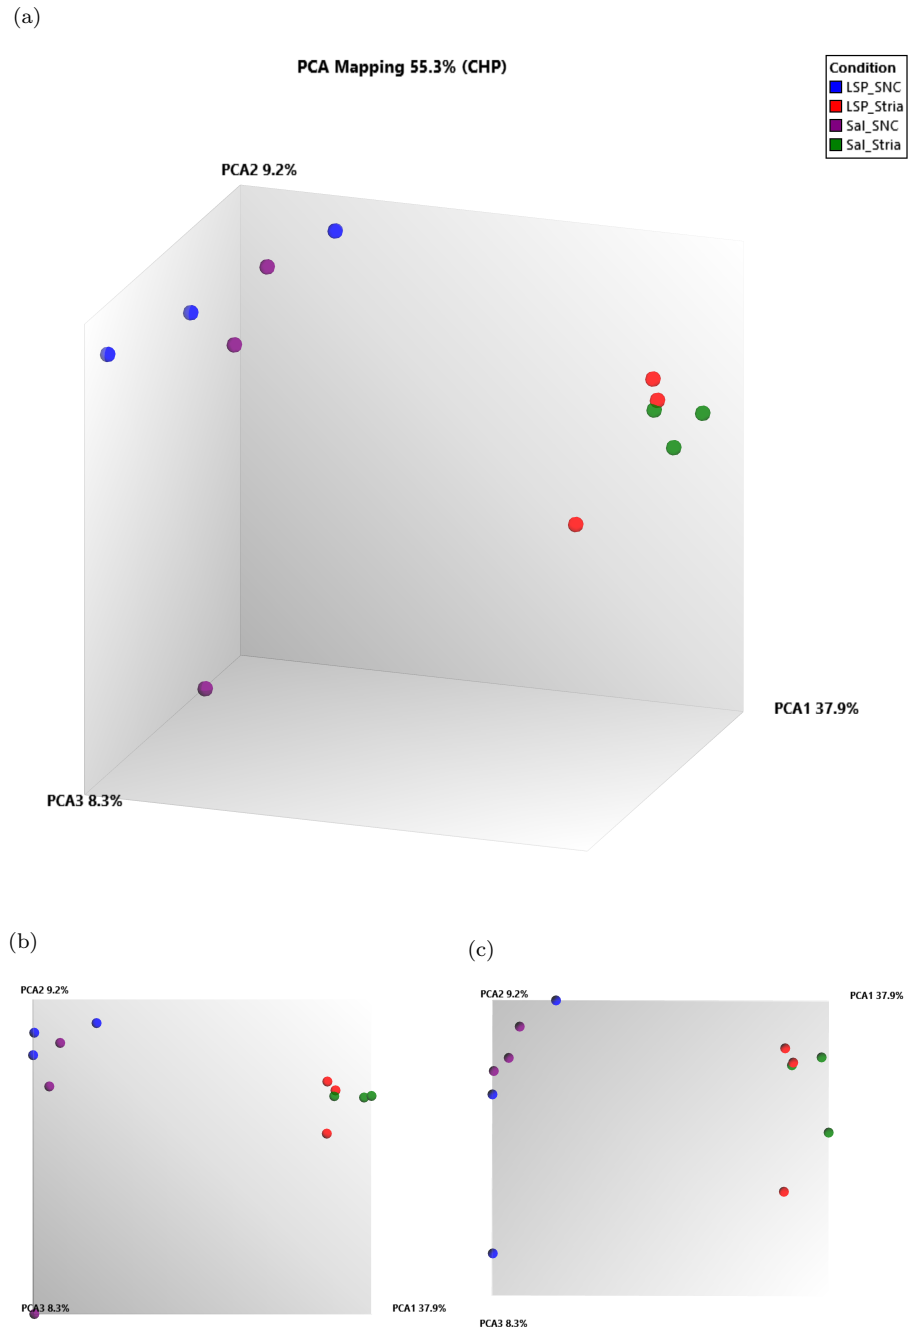 (a)
PCA Mapping 55.3% (CHP)
Condition
LSP_SNC
LSP_Stria
Sal_SNC
Sal_Stria
PCA2 9.2%
PCA1 37.9%
PCA3 8.3%
(b)
PCA2 9.2%
PCA3 8.3%
PCA1 37.9%
(c)
PCA2 9.2%
PCA1 37.9%
PCA3 8.3%